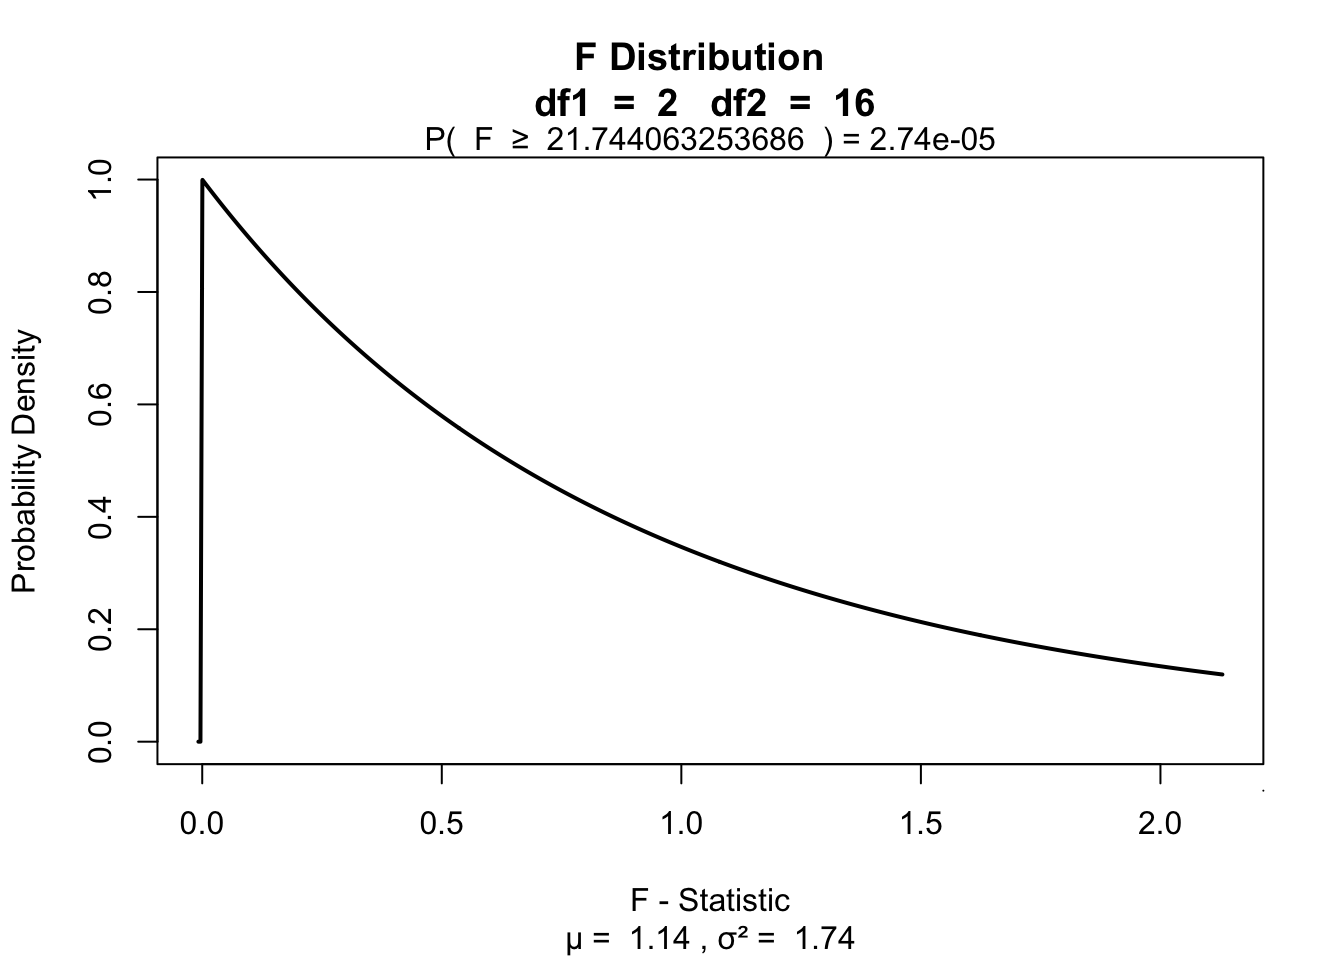 F Distribution
df1 = 2 df2 = 16
P( F ≥ 21.744063253686 ) = 2.74e-05
Probability Density
1.0
0.8
0.6
0.4
0.2
0.0
0.0 0.5 1.0 1.5 2.0
F - Statistic
μ = 1.14 , σ² = 1.74